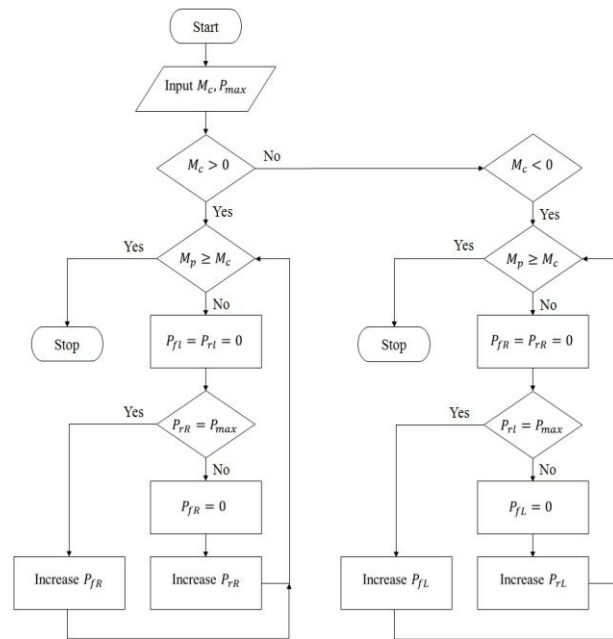 Start
Input M_c, P_max
M_c > 0
No
M_c < 0
Yes
Yes
Yes
M_p ≥ M_c
Yes
M_p ≥ M_c
No
No
Stop
P_fl = P_rl = 0
Stop
P_fR = P_rR = 0
Yes
P_rR = P_max
Yes
P_rl = P_max
No
No
P_fR = 0
P_fL = 0
Increase P_fR
Increase P_rR
Increase P_fL
Increase P_rL